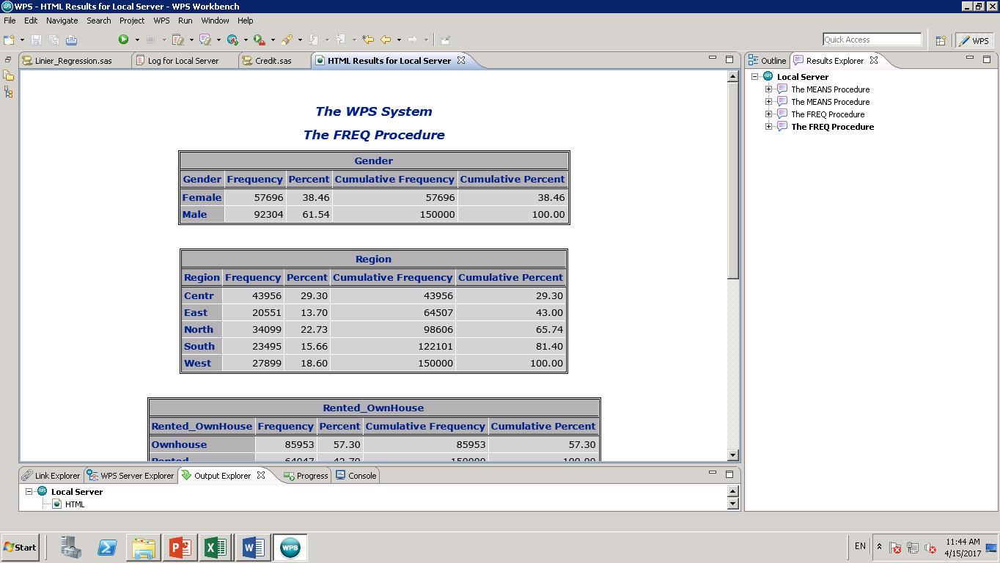 WPS - HTML Results for Local Server - WPS Workbench
File Edit Navigate Search Project WPS Run Window Help
Quick Access
WPS
Linier_Regression.sas Log for Local Server Credit.sas HTML Results for Local Server
Outline Results Explorer
Local Server
The MEANS Procedure
The MEANS Procedure
The FREQ Procedure
The FREQ Procedure
The WPS System
The FREQ Procedure
Gender
Gender Frequency Percent Cumulative Frequency Cumulative Percent
Female 57696 38.46 57696 38.46
Male 92304 61.54 150000 100.00
Region
Region Frequency Percent Cumulative Frequency Cumulative Percent
Centr 43956 29.30 43956 29.30
East 20551 13.70 64507 43.00
North 34099 22.73 98606 65.74
South 23495 15.66 122101 81.40
West 27899 18.60 150000 100.00
Rented_OwnHouse
Rented_OwnHouse Frequency Percent Cumulative Frequency Cumulative Percent
Ownhouse 85953 57.30 85953 57.30
Rented 64047 42.70 150000 100.00
Link Explorer WPS Server Explorer Output Explorer Progress Console
Local Server
HTML
Start
WPS
EN
11:44 AM
4/15/2017